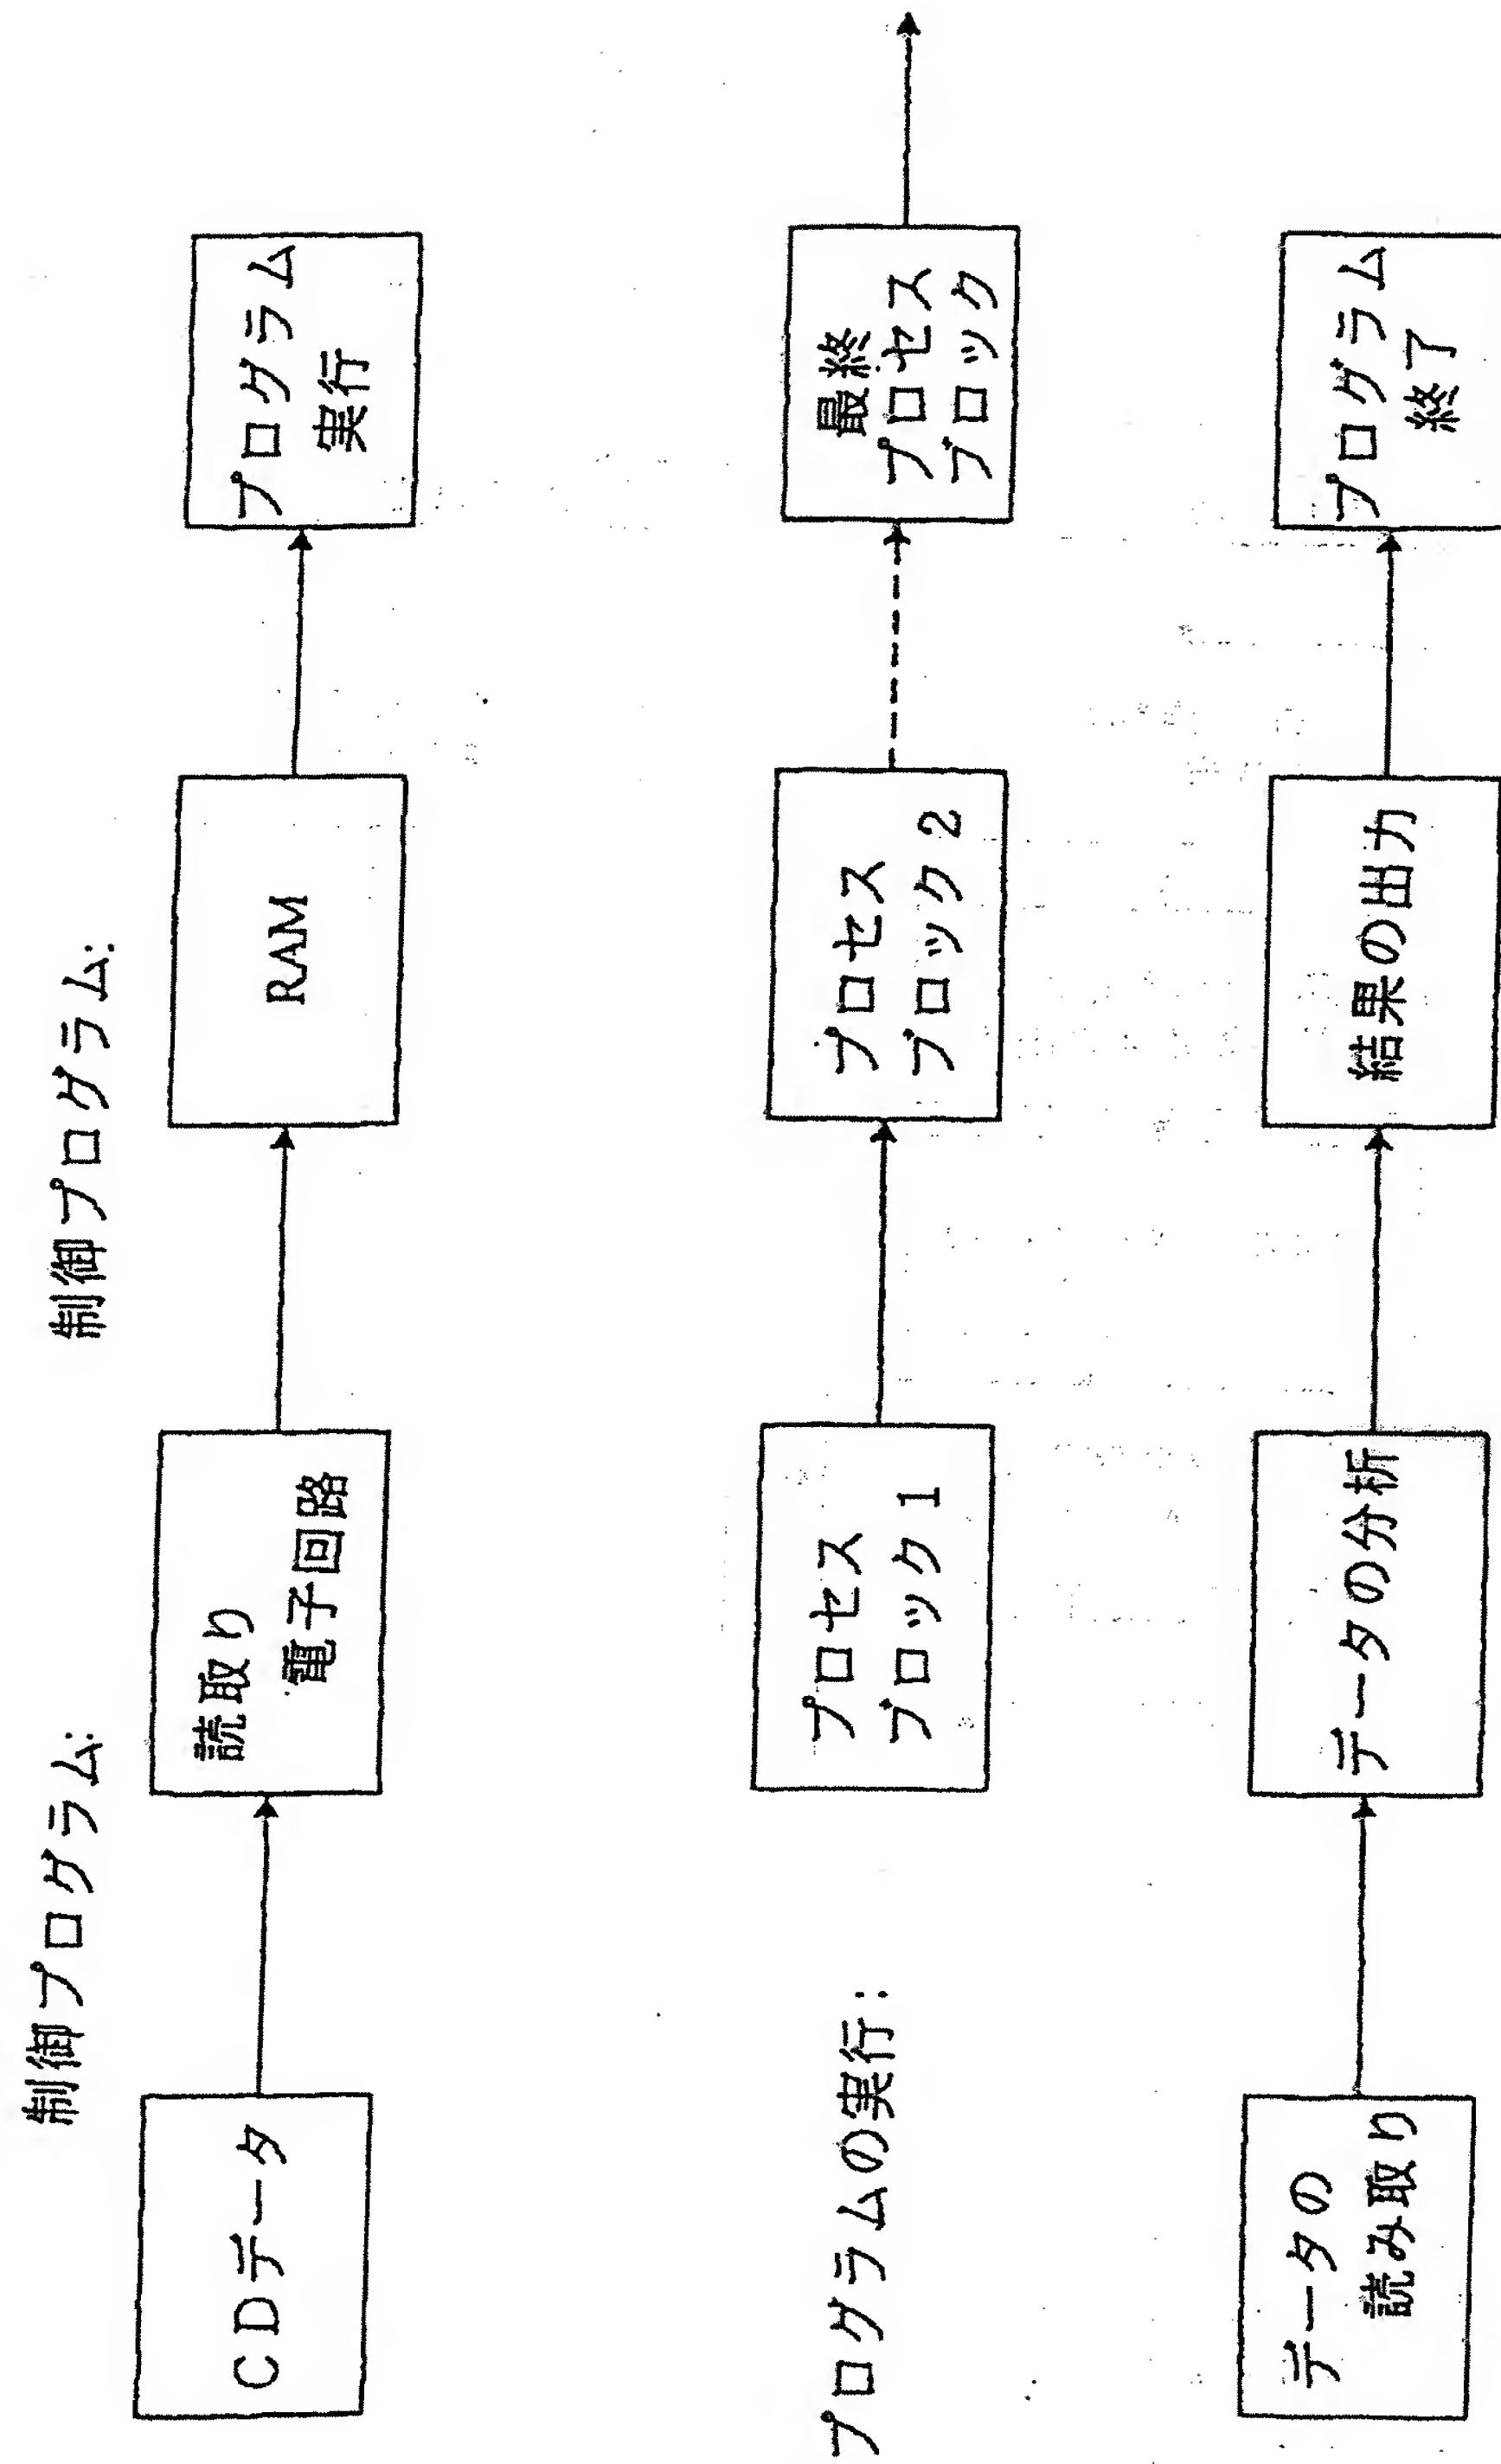 制御プログラム:
制御プログラム:
CDデータ
読取り
電子回路
RAM
プログラム
実行
プログラムの実行:
プロセス
ブロック1
プロセス
ブロック2
最終
プロセス
ブロック
データの
読み取り
データの分析
結果の出力
プログラム
終了